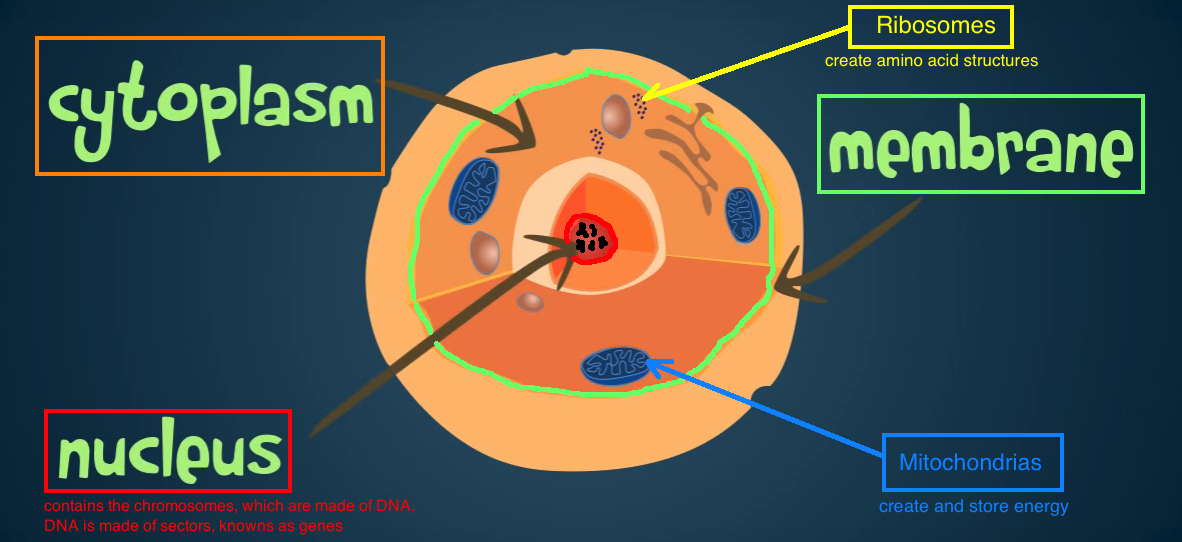 Ribosomes
create amino acid structures
cytoplasm
membrane
nucleus
contains the chromosomes, which are made of DNA.
DNA is made of sectors, knowns as genes
Mitochondrias
create and store energy